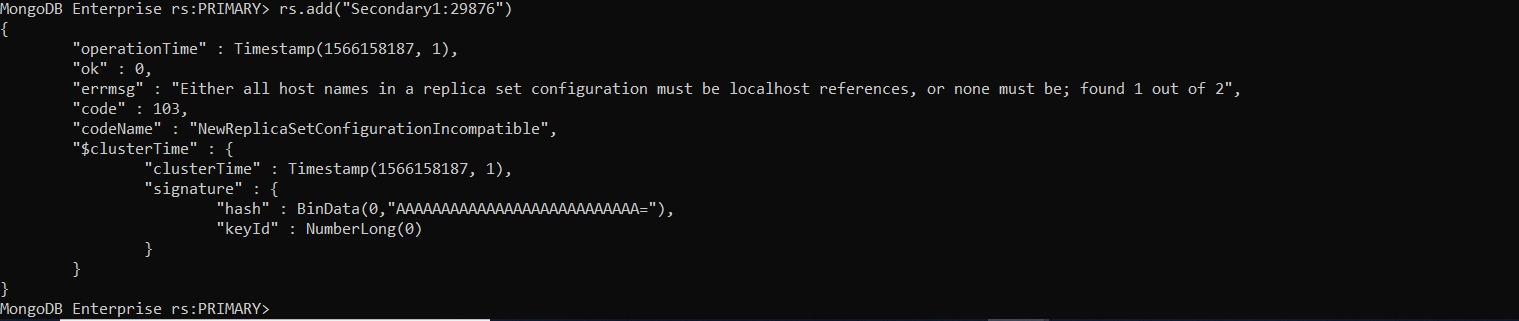 MongoDB Enterprise rs:PRIMARY> rs.add("Secondary1:29876")
{
        "operationTime" : Timestamp(1566158187, 1),
        "ok" : 0,
        "errmsg" : "Either all host names in a replica set configuration must be localhost references, or none must be; found 1 out of 2",
        "code" : 103,
        "codeName" : "NewReplicaSetConfigurationIncompatible",
        "$clusterTime" : {
                "clusterTime" : Timestamp(1566158187, 1),
                "signature" : {
                        "hash" : BinData(0,"AAAAAAAAAAAAAAAAAAAAAAAAAAA="),
                        "keyId" : NumberLong(0)
                }
        }
}
MongoDB Enterprise rs:PRIMARY>